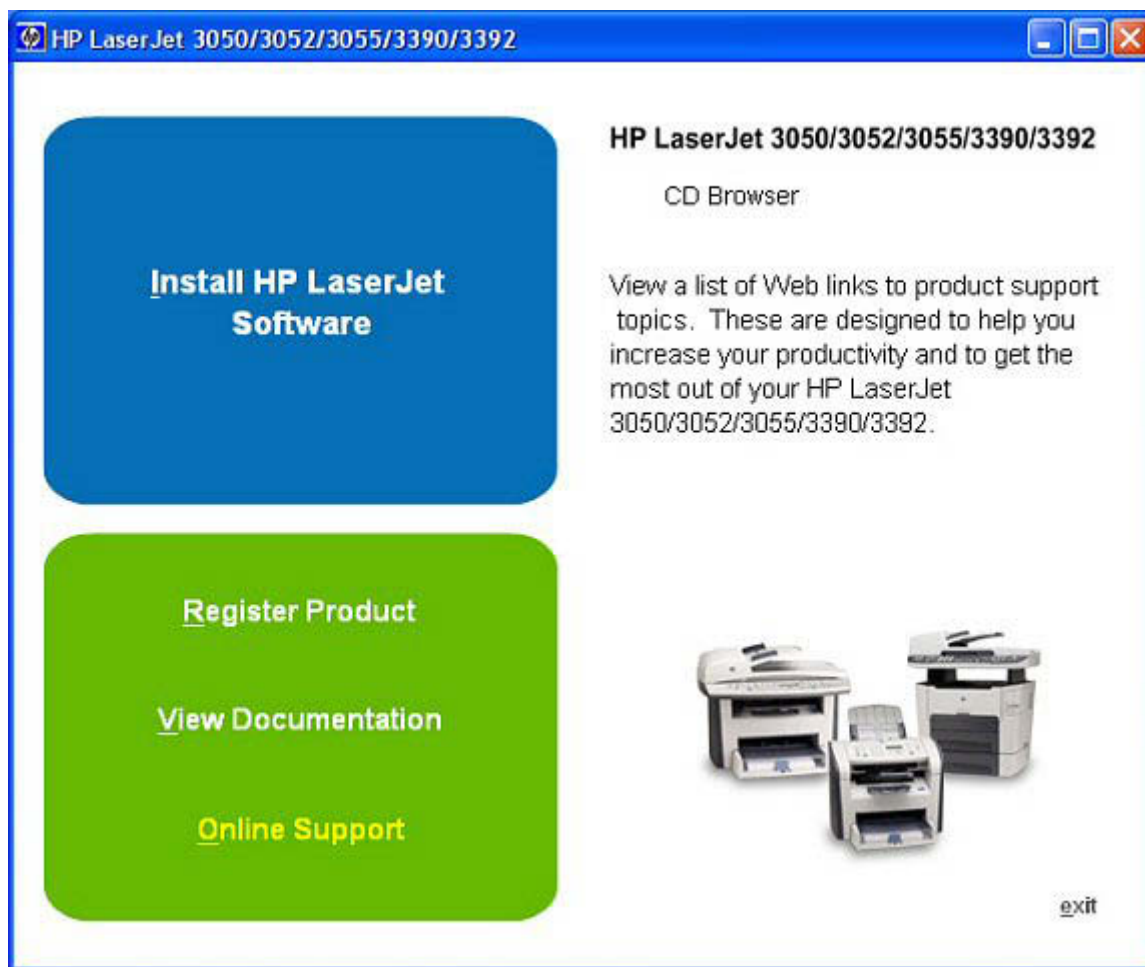 HP LaserJet 3050/3052/3055/3390/3392
Install HP LaserJet
Software
Register Product
View Documentation
Online Support
HP LaserJet 3050/3052/3055/3390/3392
CD Browser
View a list of Web links to product support
topics. These are designed to help you
increase your productivity and to get the
most out of your HP LaserJet
3050/3052/3055/3390/3392.
exit